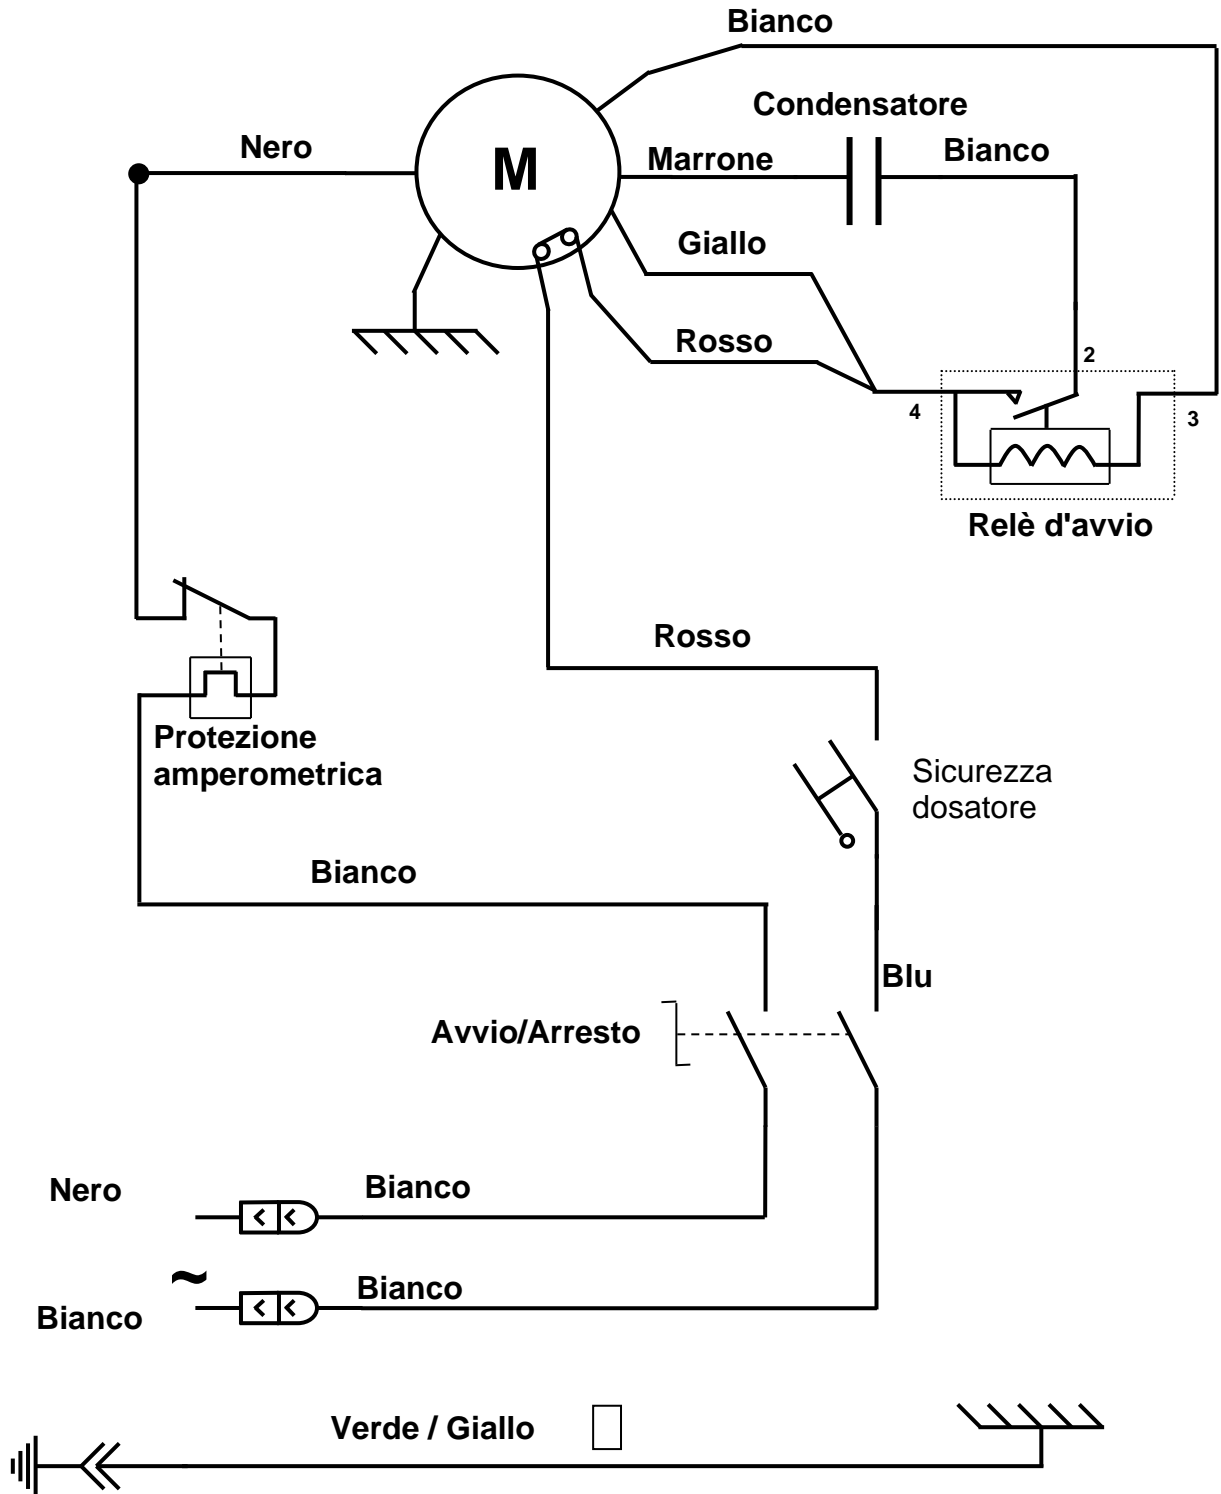 Bianco
Condensatore
Nero
M
Marrone
Bianco
Giallo
Rosso
2
4
3
Relè d'avvio
Rosso
Protezione
amperometrica
Sicurezza
dosatore
Bianco
Blu
Avvio/Arresto
Nero
Bianco
~
Bianco
Bianco
Verde / Giallo